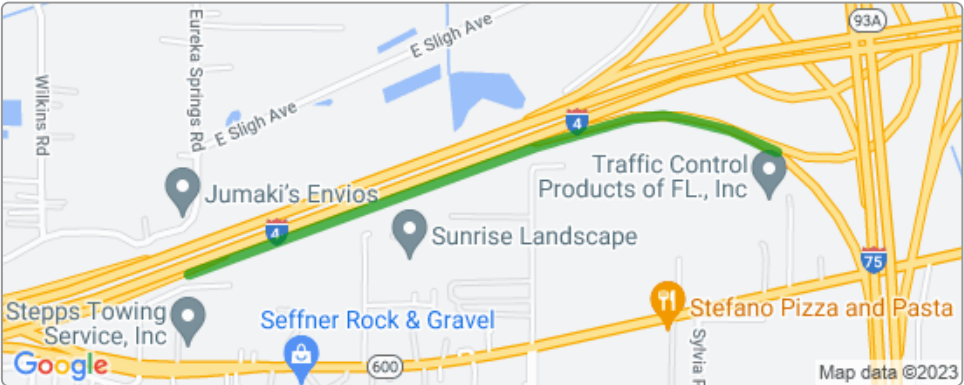 93A
E Sligh Ave
Eureka Springs Rd
Wilkins Rd
E Sligh Ave
4
Traffic Control
Products of FL., Inc
Jumaki's Envios
4
Sunrise Landscape
75
Stepps Towing
Service, Inc
Seffner Rock & Gravel
Stefano Pizza and Pasta
600
Sylvia R
Google
Map data ©2023